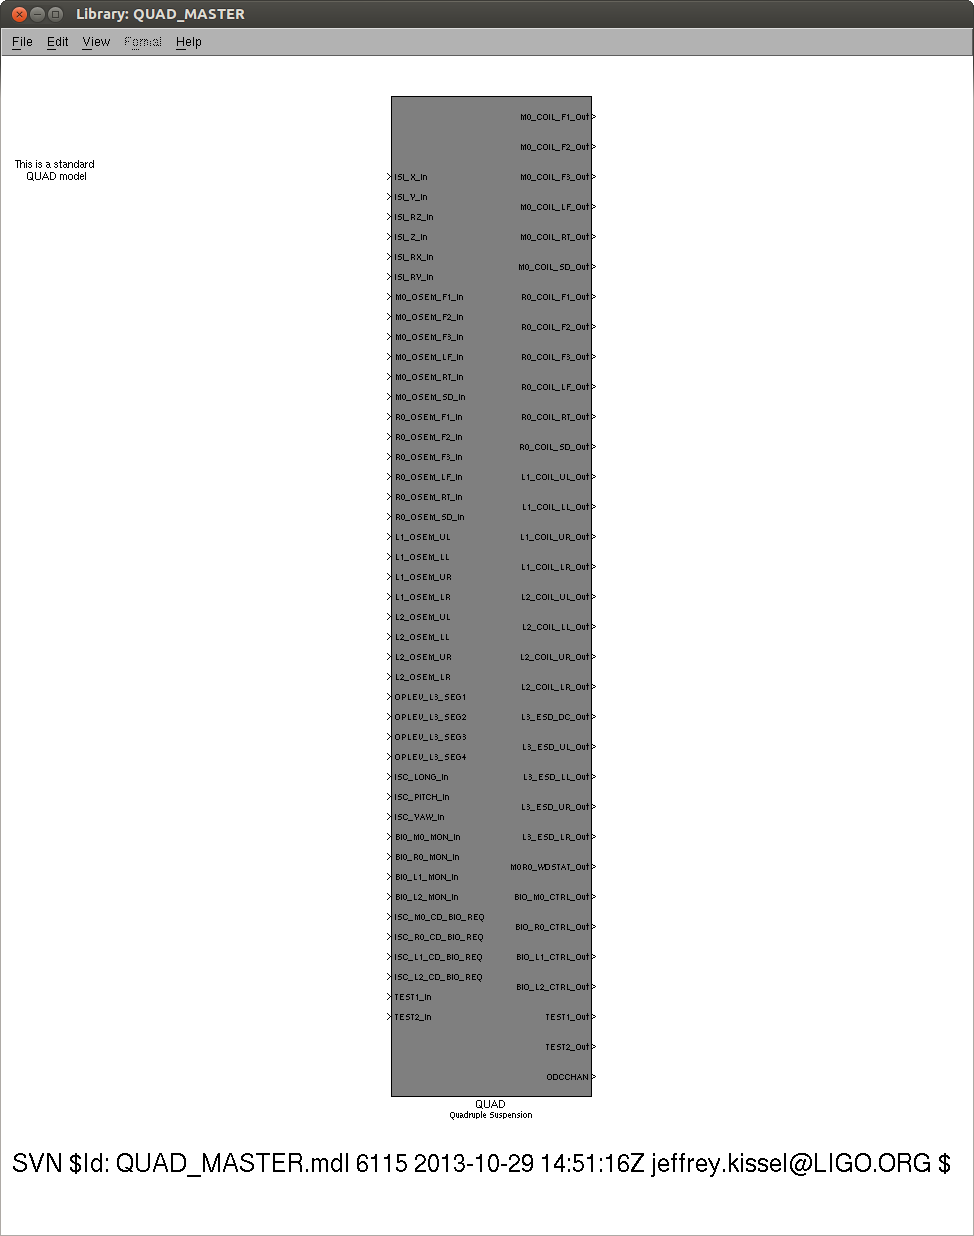 Library: QUAD_MASTER
File Edit View Format Help
This is a standard
QUAD model
ISI_X_In
ISI_Y_In
ISI_RZ_In
ISI_Z_In
ISI_RX_In
ISI_RY_In
M0_OSEM_F1_In
M0_OSEM_F2_In
M0_OSEM_F3_In
M0_OSEM_LF_In
M0_OSEM_RT_In
M0_OSEM_SD_In
R0_OSEM_F1_In
R0_OSEM_F2_In
R0_OSEM_F3_In
R0_OSEM_LF_In
R0_OSEM_RT_In
R0_OSEM_SD_In
L1_OSEM_UL
L1_OSEM_LL
L1_OSEM_UR
L1_OSEM_LR
L2_OSEM_UL
L2_OSEM_LL
L2_OSEM_UR
L2_OSEM_LR
OPLEV_L3_SEG1
OPLEV_L3_SEG2
OPLEV_L3_SEG3
OPLEV_L3_SEG4
ISC_LONG_In
ISC_PITCH_In
ISC_YAW_In
BIO_M0_MON_In
BIO_R0_MON_In
BIO_L1_MON_In
BIO_L2_MON_In
ISC_M0_CD_BIO_REQ
ISC_R0_CD_BIO_REQ
ISC_L1_CD_BIO_REQ
ISC_L2_CD_BIO_REQ
TEST1_In
TEST2_In
M0_COIL_F1_Out
M0_COIL_F2_Out
M0_COIL_F3_Out
M0_COIL_LF_Out
M0_COIL_RT_Out
M0_COIL_SD_Out
R0_COIL_F1_Out
R0_COIL_F2_Out
R0_COIL_F3_Out
R0_COIL_LF_Out
R0_COIL_RT_Out
R0_COIL_SD_Out
L1_COIL_UL_Out
L1_COIL_LL_Out
L1_COIL_UR_Out
L1_COIL_LR_Out
L2_COIL_UL_Out
L2_COIL_LL_Out
L2_COIL_UR_Out
L2_COIL_LR_Out
L3_ESD_DC_Out
L3_ESD_UL_Out
L3_ESD_LL_Out
L3_ESD_UR_Out
L3_ESD_LR_Out
M0R0_WDSTAT_Out
BIO_M0_CTRL_Out
BIO_R0_CTRL_Out
BIO_L1_CTRL_Out
BIO_L2_CTRL_Out
TEST1_Out
TEST2_Out
ODCCHAN
QUAD
Quadruple Suspension
SVN $Id: QUAD_MASTER.mdl 6115 2013-10-29 14:51:16Z jeffrey.kissel@LIGO.ORG $